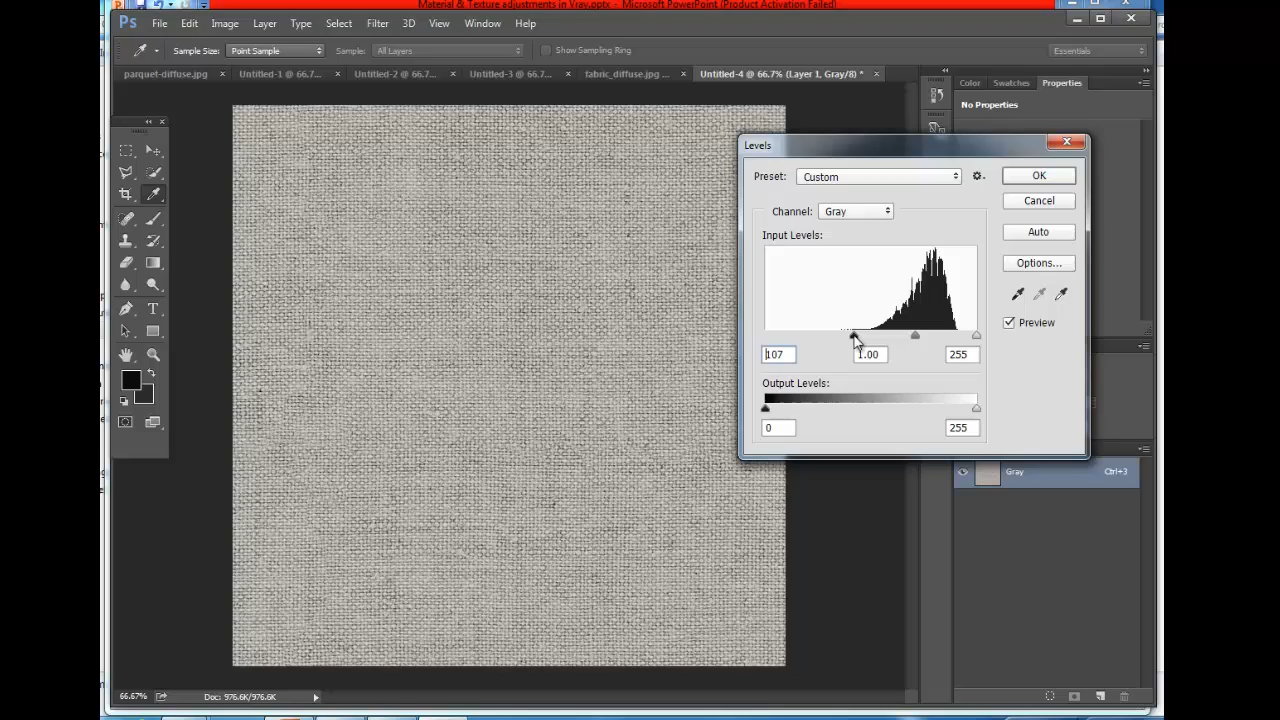 Material & Texture adjustments in Vray.pptx - Microsoft PowerPoint (Product Activation Failed)
Ps File Edit Image Layer Type Select Filter 3D View Window Help
Sample Size: Point Sample Sample: All Layers Show Sampling Ring Essentials
parquet-diffuse.jpg × Untitled-1 @ 66.7... × Untitled-2 @ 66.7... × Untitled-3 @ 66.7... × fabric_diffuse.jpg ... × Untitled-4 @ 66.7% (Layer 1, Gray/8) * ×
Color Swatches Properties
No Properties
Levels
Preset: Custom OK
Cancel
Channel: Gray
Auto
Input Levels:
Options...
Preview
107 1.00 255
Output Levels:
0 255
Gray Ctrl+3
66.67% Doc: 976.6K/976.6K